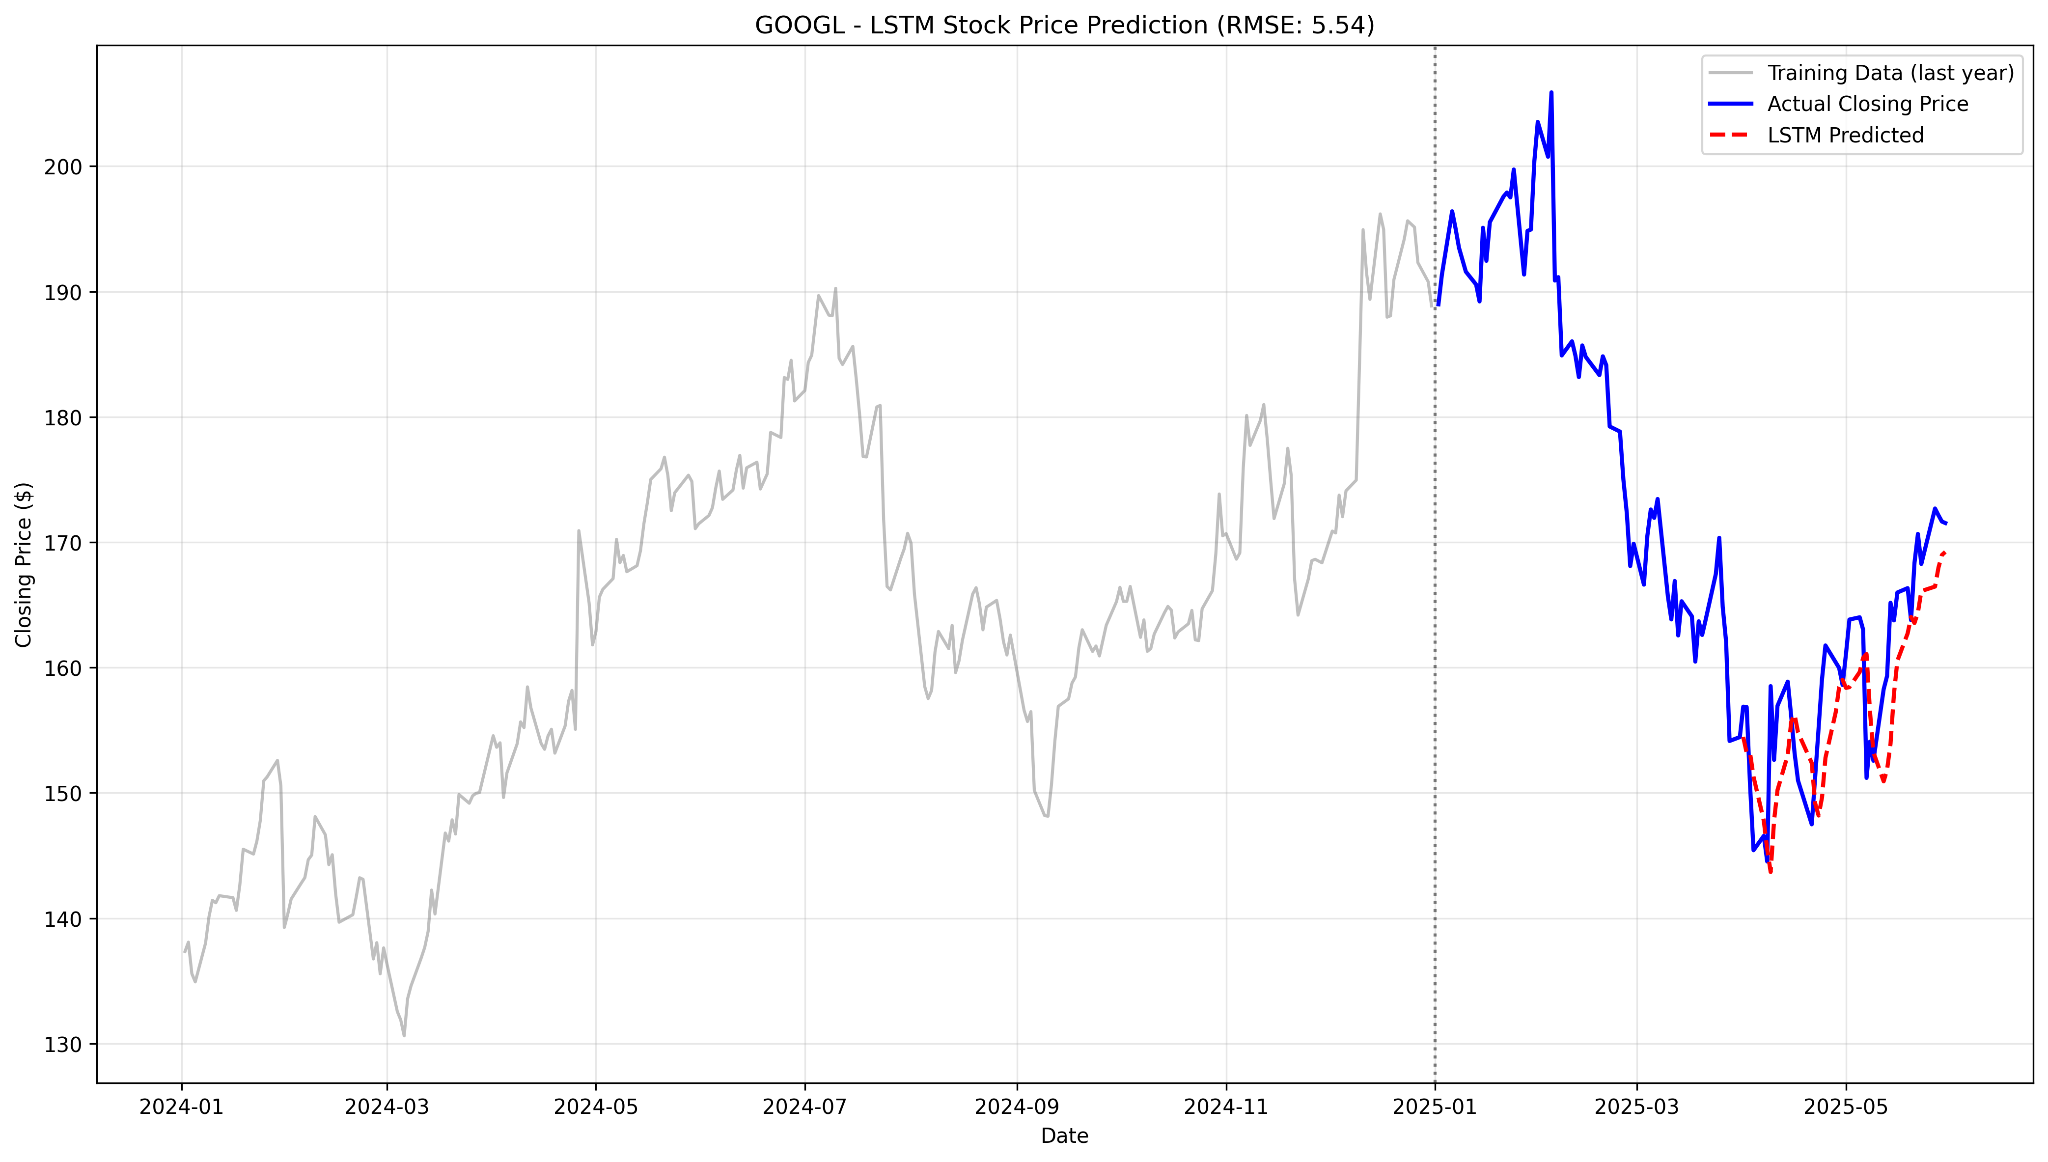 GOOGL - LSTM Stock Price Prediction (RMSE: 5.54)
Training Data (last year)
Actual Closing Price
LSTM Predicted
Closing Price ($)
200
190
180
170
160
150
140
130
2024-01
2024-03
2024-05
2024-07
2024-09
2024-11
2025-01
2025-03
2025-05
Date